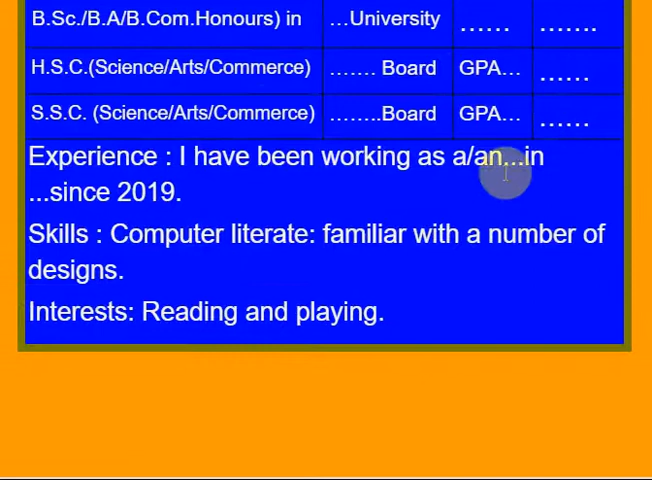 B.Sc./B.A/B.Com.Honours) in ...University ...... .......
H.S.C.(Science/Arts/Commerce) ....... Board GPA... ......
S.S.C. (Science/Arts/Commerce) ........Board GPA... ......
Experience : I have been working as a/an...in
...since 2019.
Skills : Computer literate: familiar with a number of
designs.
Interests: Reading and playing.